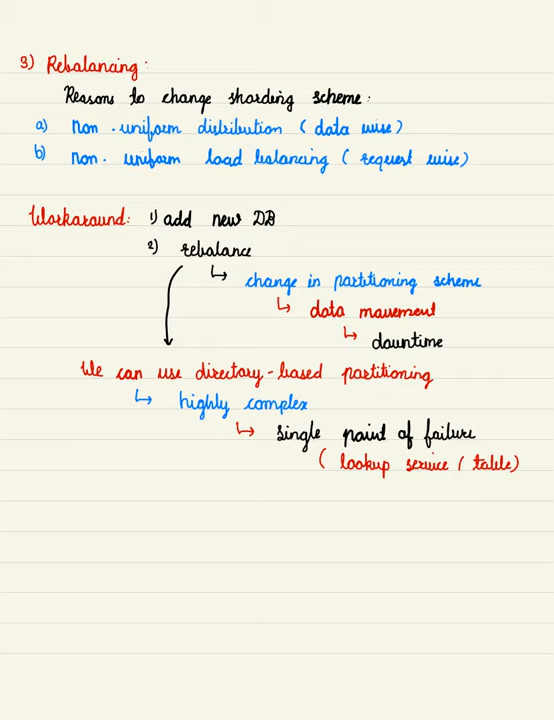 3) Rebalancing:
Reasons to change sharding scheme:
a) non-uniform distribution (data wise)
b) non-uniform load balancing (request wise)
Workaround: 1) add new DB
2) rebalance
↳ change in partitioning scheme
↳ data movement
↳ downtime
We can use directory-based partitioning
↳ highly complex
↳ single point of failure
(lookup service / table)